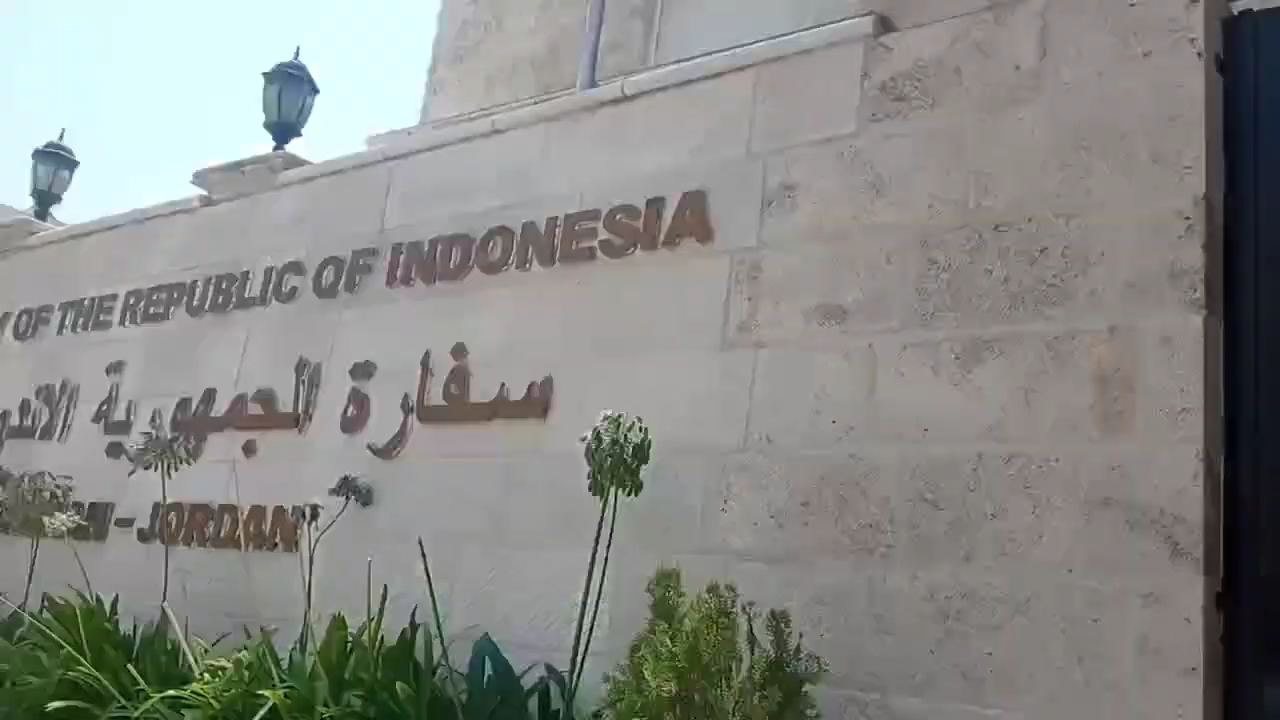 OF THE REPUBLIC OF INDONESIA
سفارة الجمهورية
- JORDAN